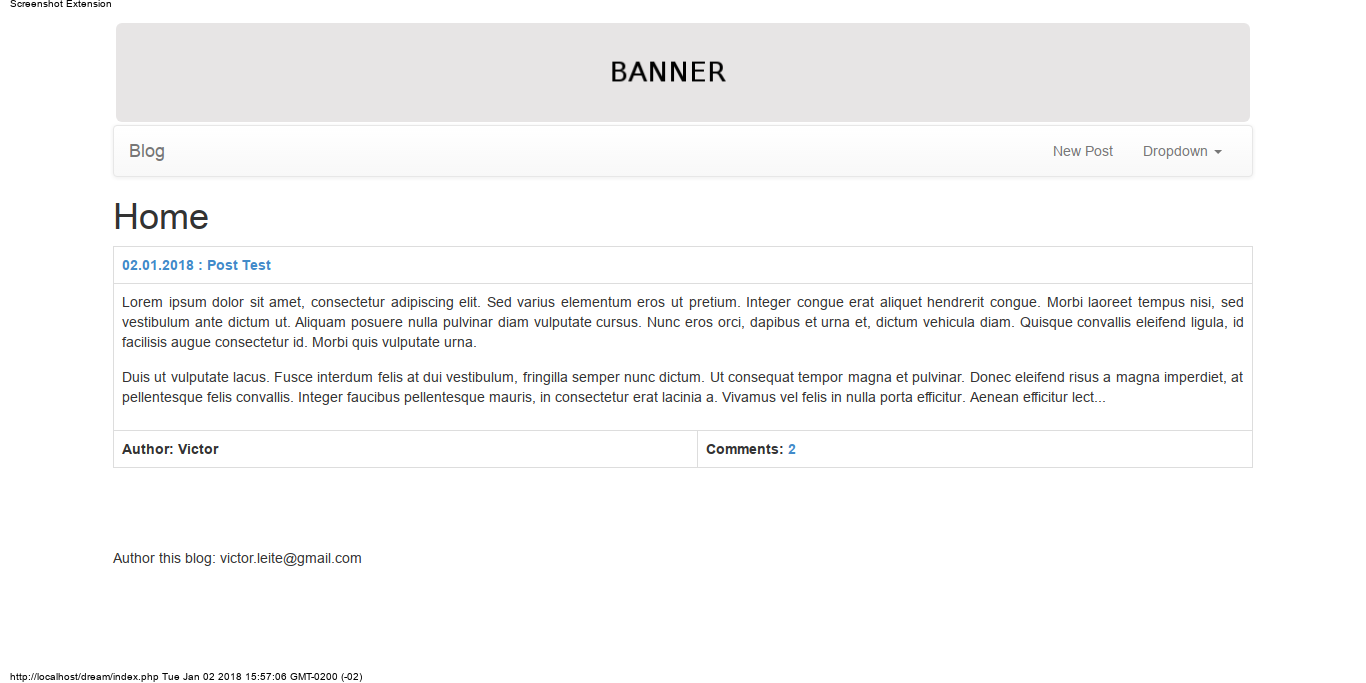 Screenshot Extension
BANNER
Blog
New Post
Dropdown
Home
02.01.2018 : Post Test
Lorem ipsum dolor sit amet, consectetur adipiscing elit. Sed varius elementum eros ut pretium. Integer congue erat aliquet hendrerit congue. Morbi laoreet tempus nisi, sed
vestibulum ante dictum ut. Aliquam posuere nulla pulvinar diam vulputate cursus. Nunc eros orci, dapibus et urna et, dictum vehicula diam. Quisque convallis eleifend ligula, id
facilisis augue consectetur id. Morbi quis vulputate urna.
Duis ut vulputate lacus. Fusce interdum felis at dui vestibulum, fringilla semper nunc dictum. Ut consequat tempor magna et pulvinar. Donec eleifend risus a magna imperdiet, at
pellentesque felis convallis. Integer faucibus pellentesque mauris, in consectetur erat lacinia a. Vivamus vel felis in nulla porta efficitur. Aenean efficitur lect...
Author: Victor
Comments: 2
Author this blog: victor.leite@gmail.com
http://localhost/dream/index.php Tue Jan 02 2018 15:57:06 GMT-0200 (-02)